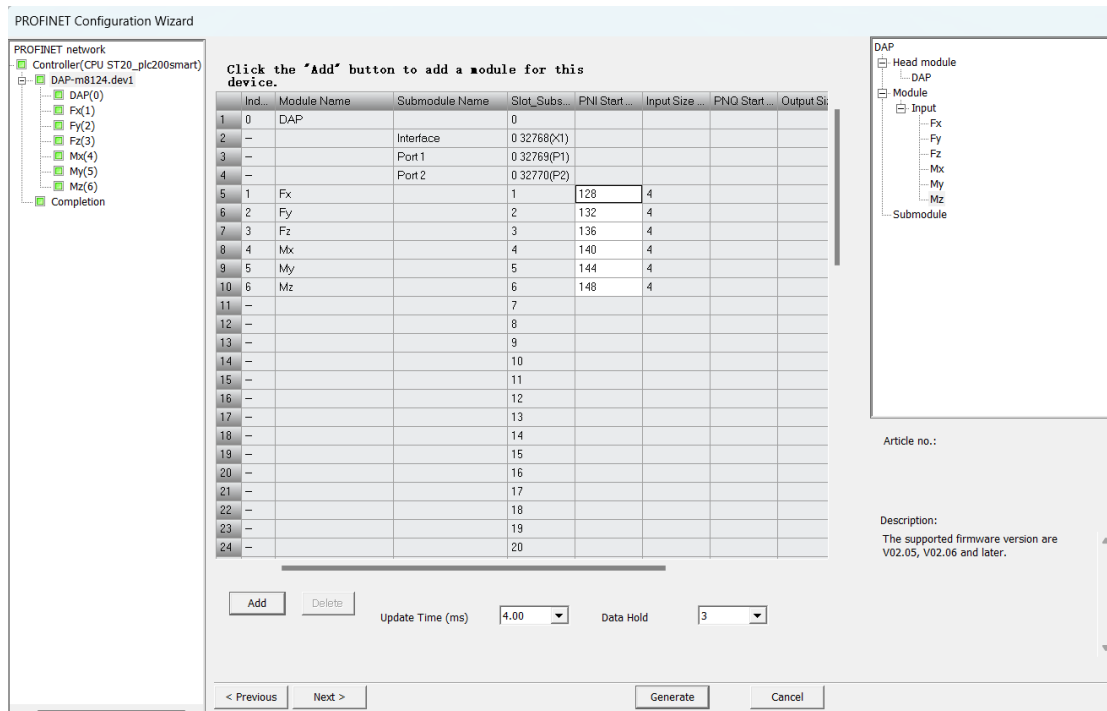 PROFINET Configuration Wizard
PROFINET network
Controller(CPU ST20_plc200smart)
DAP-m8124.dev1
DAP(0)
Fx(1)
Fy(2)
Fz(3)
Mx(4)
My(5)
Mz(6)
Completion
Click the "Add" button to add a module for this
device.
Ind... Module Name Submodule Name Slot_Subs... PNI Start ... Input Size ... PNQ Start ... Output Siz
1 0 DAP 0
2 – Interface 0 32768(X1)
3 – Port 1 0 32769(P1)
4 – Port 2 0 32770(P2)
5 1 Fx 1 128 4
6 2 Fy 2 132 4
7 3 Fz 3 136 4
8 4 Mx 4 140 4
9 5 My 5 144 4
10 6 Mz 6 148 4
11 – 7
12 – 8
13 – 9
14 – 10
15 – 11
16 – 12
17 – 13
18 – 14
19 – 15
20 – 16
21 – 17
22 – 18
23 – 19
24 – 20
Add Delete Update Time (ms) 4.00 Data Hold 3
< Previous Next > Generate Cancel
DAP
Head module
DAP
Module
Input
Fx
Fy
Fz
Mx
My
Mz
Submodule
Article no.:
Description:
The supported firmware version are
V02.05, V02.06 and later.